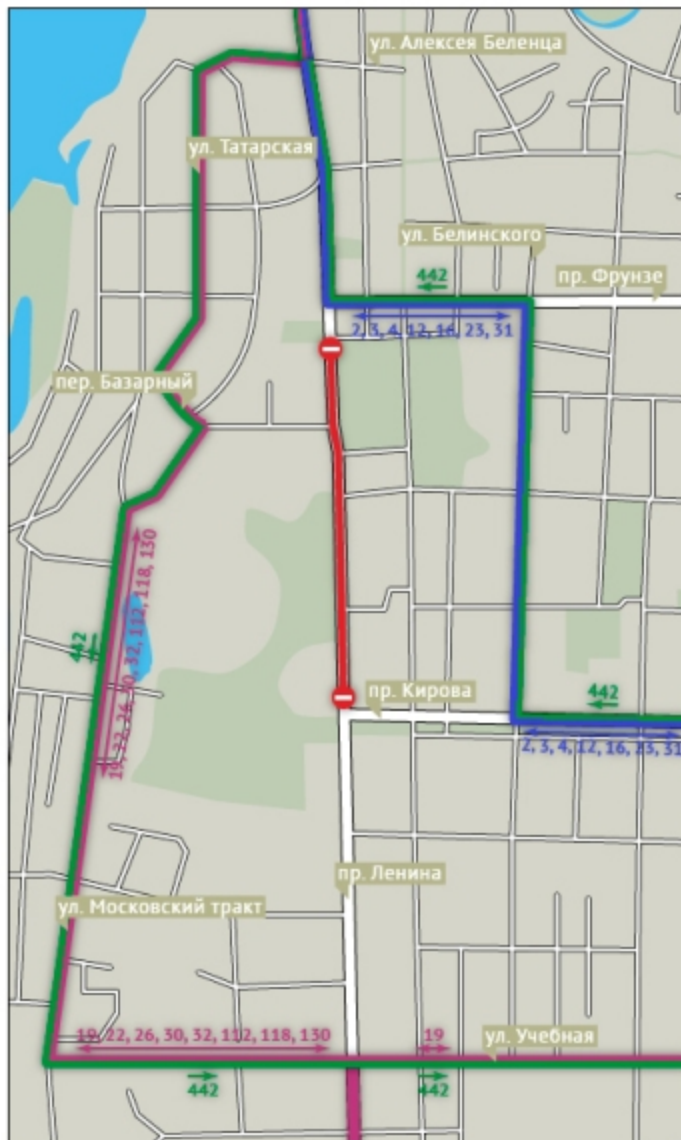 ул. Алексея Беленца
ул. Татарская
ул. Белинского
пр. Фрунзе
442
2, 3, 4, 12, 16, 23, 31
пер. Базарный
19, 22, 26, 30, 32, 112, 118, 130
442
пр. Кирова
442
2, 3, 4, 12, 16, 23, 31
пр. Ленина
ул. Московский тракт
19, 22, 26, 30, 32, 112, 118, 130
19
ул. Учебная
442
442